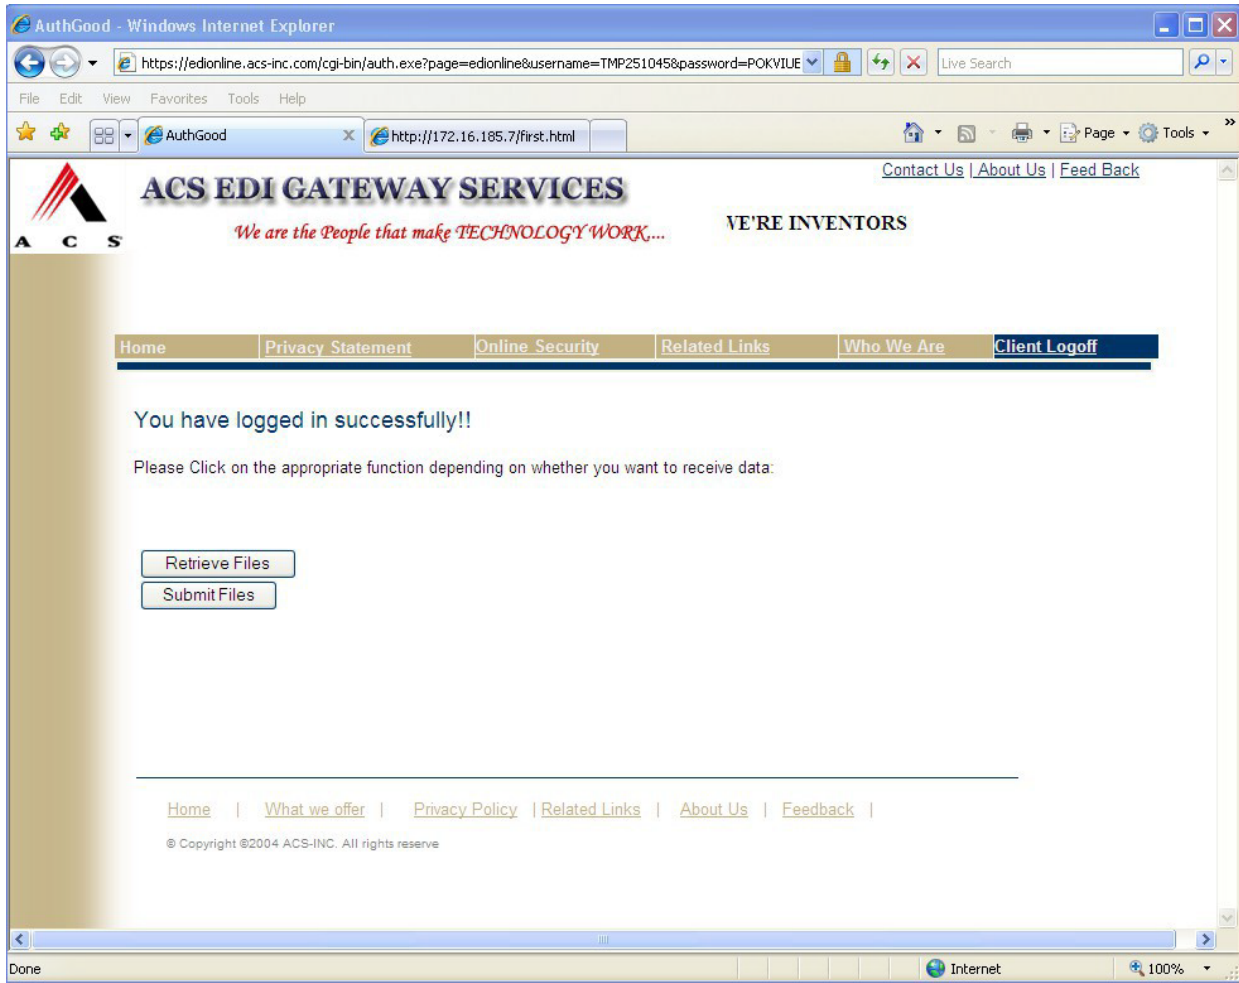 AuthGood - Windows Internet Explorer
https://edionline.acs-inc.com/cgi-bin/auth.exe?page=edionline&username=TMP251045&password=POKVIUE
Live Search
File Edit View Favorites Tools Help
AuthGood
http://172.16.185.7/first.html
Page Tools
ACS EDI GATEWAY SERVICES
Contact Us | About Us | Feed Back
We are the People that make TECHNOLOGY WORK....
VE'RE INVENTORS
A C S
Home Privacy Statement Online Security Related Links Who We Are Client Logoff
You have logged in successfully!!
Please Click on the appropriate function depending on whether you want to receive data:
Retrieve Files
Submit Files
Home | What we offer | Privacy Policy | Related Links | About Us | Feedback |
© Copyright ©2004 ACS-INC. All rights reserve
Done Internet 100%